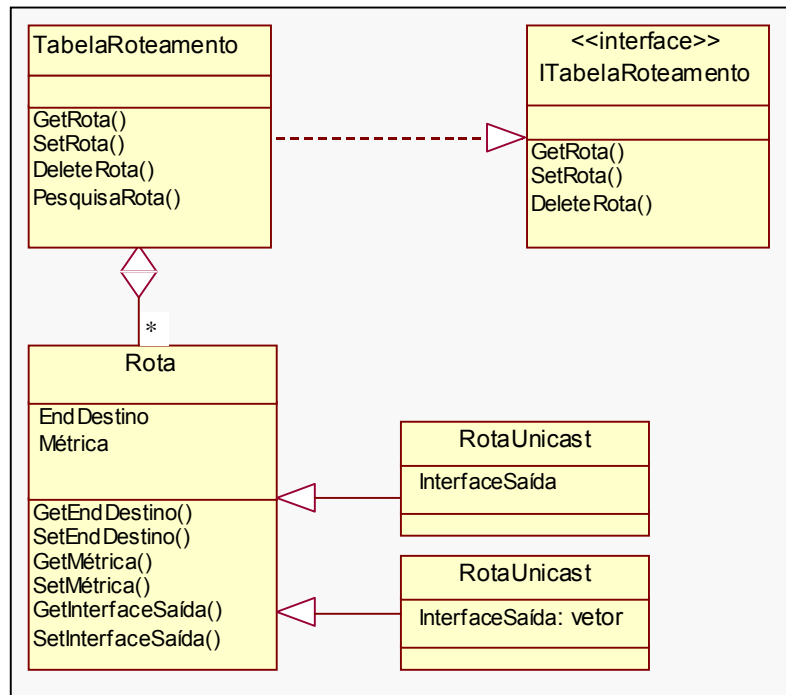 TabelaRoteamento
GetRota()
SetRota()
DeleteRota()
PesquisaRota()
<<interface>>
ITabelaRoteamento
GetRota()
SetRota()
DeleteRota()
*
Rota
EndDestino
Métrica
GetEndDestino()
SetEndDestino()
GetMétrica()
SetMétrica()
GetInterfaceSaída()
SetInterfaceSaída()
RotaUnicast
InterfaceSaída
RotaUnicast
InterfaceSaída: vetor